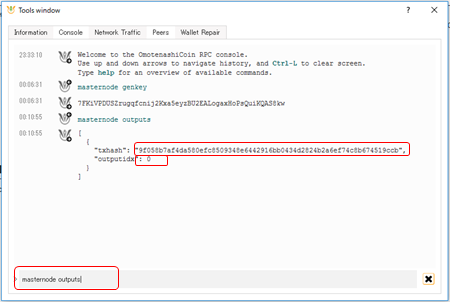 Tools window
Information Console Network Traffic Peers Wallet Repair
23:33:10 Welcome to the OmotenashiCoin RPC console.
Use up and down arrows to navigate history, and Ctrl-L to clear screen.
Type help for an overview of available commands.
00:06:31 masternode genkey
00:06:31
00:10:55 masternode outputs
00:10:55 [
{
"txhash": "9f058b7af4da580efc8509348e6442916bb0434d2824b2a6ef74c8b674519ccb",
"outputidx": 0
}
]
masternode outputs